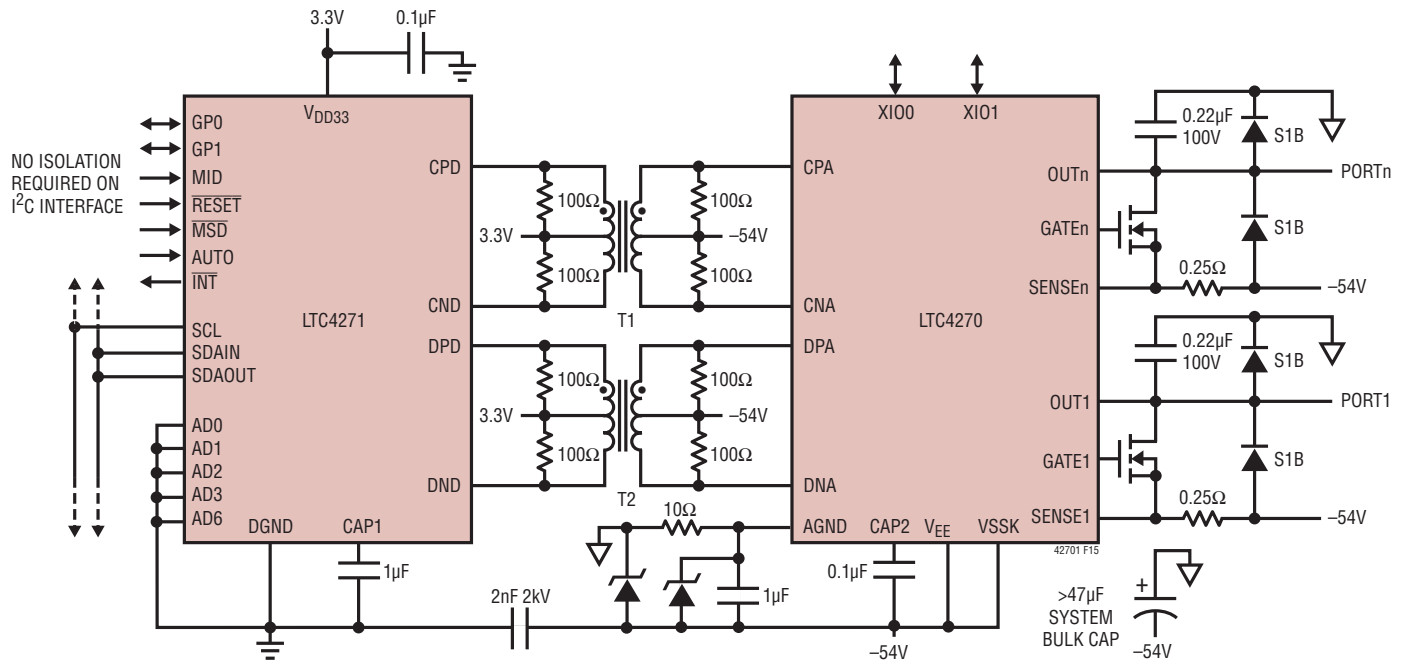 3.3V
0.1µF
NO ISOLATION
REQUIRED ON
I²C INTERFACE
VDD33
GP0
GP1
MID
RESET
MSD
AUTO
INT
SCL
SDAIN
SDAOUT
AD0
AD1
AD2
AD3
AD6
LTC4271
CPD
CND
DPD
DND
DGND
CAP1
1µF
100Ω
3.3V
100Ω
100Ω
–54V
100Ω
T1
100Ω
3.3V
100Ω
100Ω
–54V
100Ω
T2
2nF 2kV
10Ω
1µF
XIO0
XIO1
CPA
CNA
DPA
DNA
LTC4270
AGND
CAP2
VEE
VSSK
0.1µF
–54V
OUTn
GATEn
SENSEn
OUT1
GATE1
SENSE1
42701 F15
0.22µF
100V
S1B
PORTn
S1B
0.25Ω
–54V
0.22µF
100V
S1B
PORT1
S1B
0.25Ω
–54V
+
>47µF
SYSTEM
BULK CAP
–54V